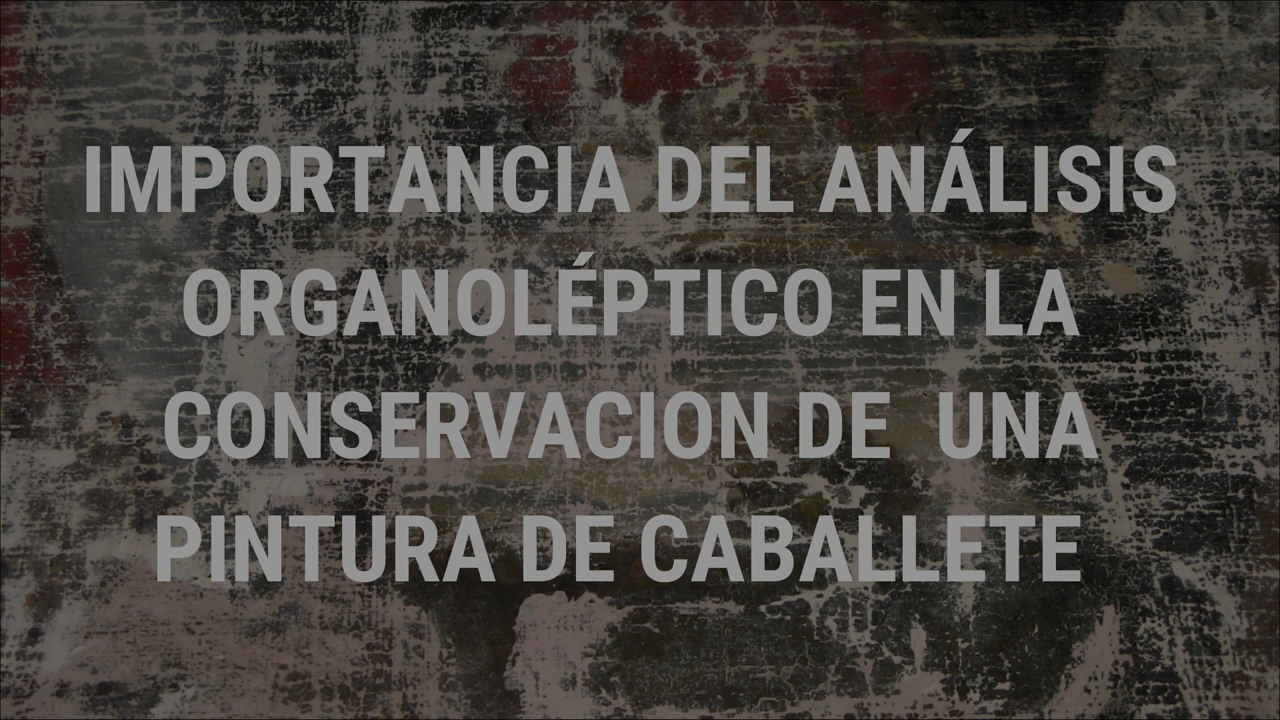 IMPORTANCIA DEL ANÁLISIS
ORGANOLÉPTICO EN LA
CONSERVACION DE  UNA
PINTURA DE CABALLETE